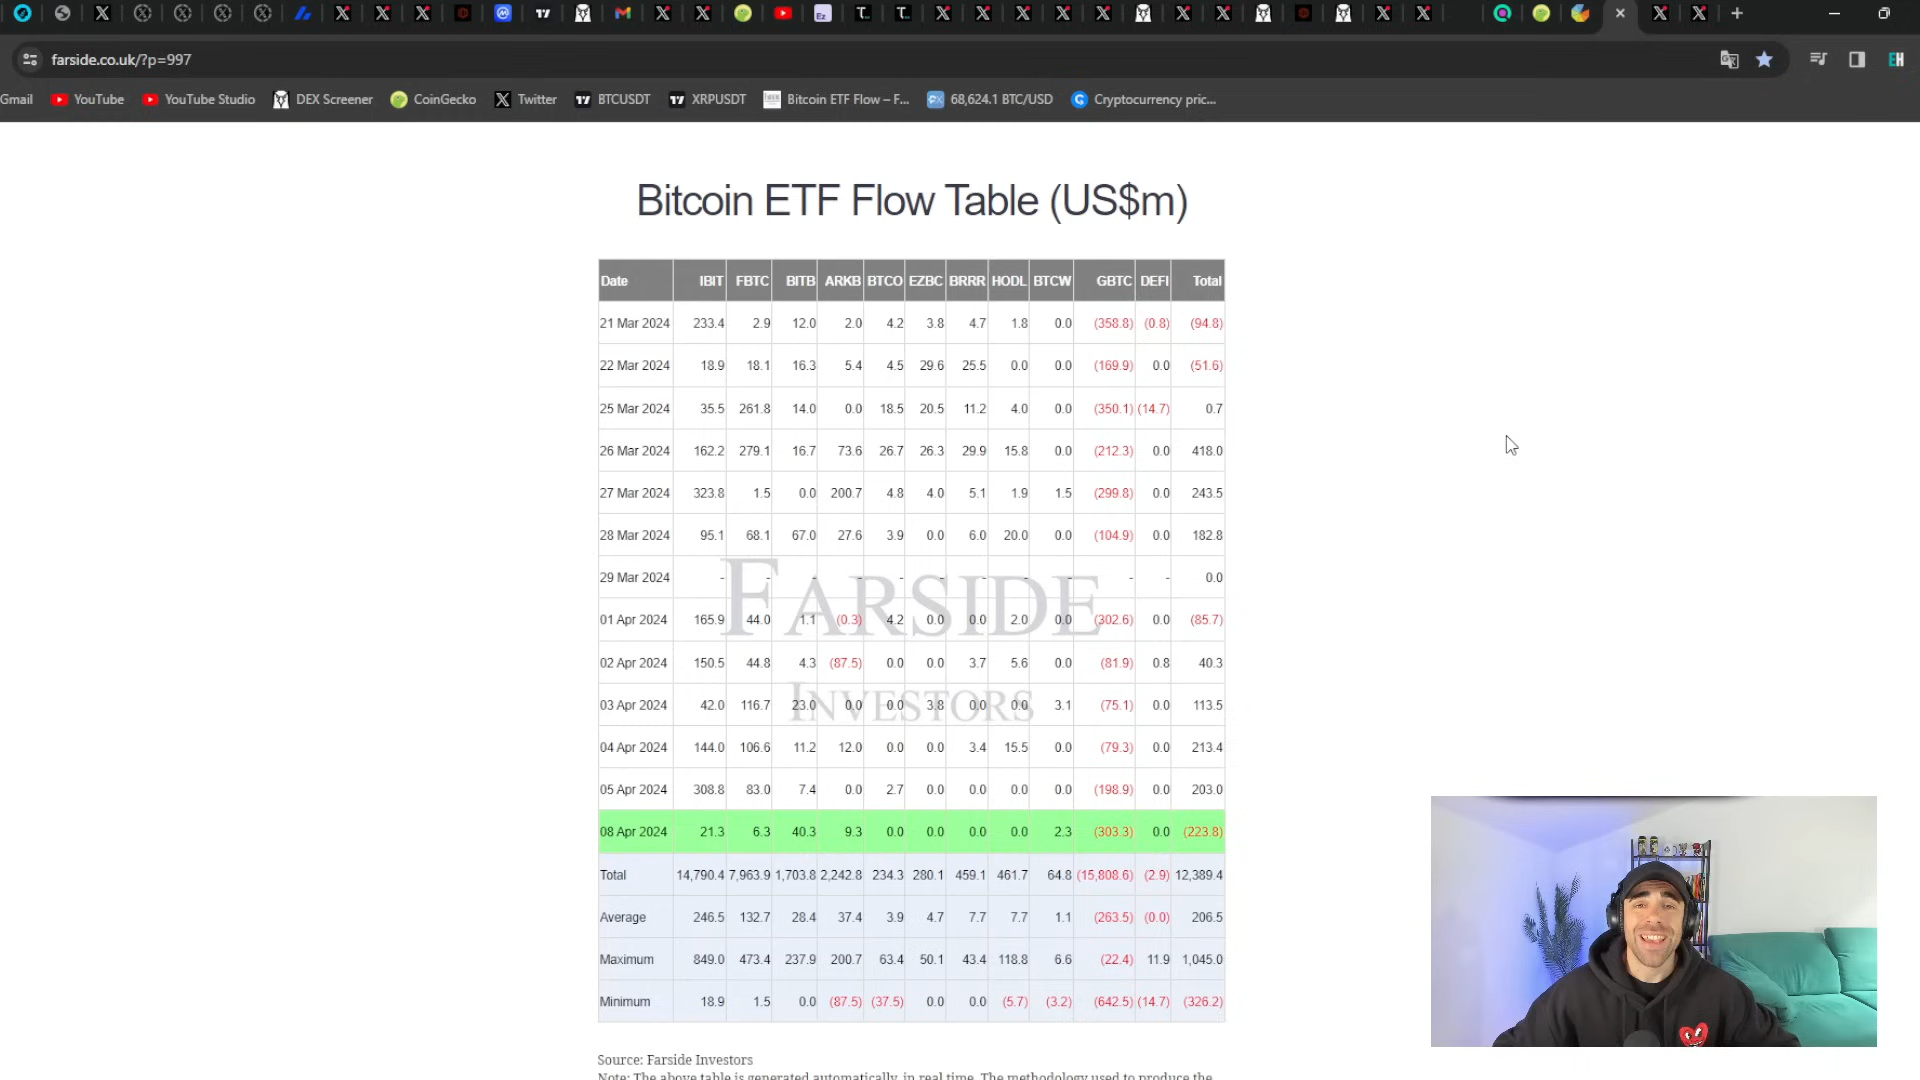 farside.co.uk/?p=997
Gmail YouTube YouTube Studio DEX Screener CoinGecko Twitter BTCUSDT XRPUSDT Bitcoin ETF Flow – F... 68,624.1 BTC/USD Cryptocurrency pric...
Bitcoin ETF Flow Table (US$m)
Date IBIT FBTC BITB ARKB BTCO EZBC BRRR HODL BTCW GBTC DEFI Total
21 Mar 2024 233.4 2.9 12.0 2.0 4.2 3.8 4.7 1.8 0.0 (358.8) (0.8) (94.8)
22 Mar 2024 18.9 18.1 16.3 5.4 4.5 29.6 25.5 0.0 0.0 (169.9) 0.0 (51.6)
25 Mar 2024 35.5 261.8 14.0 0.0 18.5 20.5 11.2 4.0 0.0 (350.1) (14.7) 0.7
26 Mar 2024 162.2 279.1 16.7 73.6 26.7 26.3 29.9 15.8 0.0 (212.3) 0.0 418.0
27 Mar 2024 323.8 1.5 0.0 200.7 4.8 4.0 5.1 1.9 1.5 (299.8) 0.0 243.5
28 Mar 2024 95.1 68.1 67.0 27.6 3.9 0.0 6.0 20.0 0.0 (104.9) 0.0 182.8
29 Mar 2024 - - - - - - - - - - - 0.0
FARSIDE
01 Apr 2024 165.9 44.0 1.1 (0.3) 4.2 0.0 0.0 2.0 0.0 (302.6) 0.0 (85.7)
02 Apr 2024 150.5 44.8 4.3 (87.5) 0.0 0.0 3.7 5.6 0.0 (81.9) 0.8 40.3
INVESTORS
03 Apr 2024 42.0 116.7 23.0 0.0 0.0 3.8 0.0 0.0 3.1 (75.1) 0.0 113.5
04 Apr 2024 144.0 106.6 11.2 12.0 0.0 0.0 3.4 15.5 0.0 (79.3) 0.0 213.4
05 Apr 2024 308.8 83.0 7.4 0.0 2.7 0.0 0.0 0.0 0.0 (198.9) 0.0 203.0
08 Apr 2024 21.3 6.3 40.3 9.3 0.0 0.0 0.0 0.0 2.3 (303.3) 0.0 (223.8)
Total 14,790.4 7,963.9 1,703.8 2,242.8 234.3 280.1 459.1 461.7 64.8 (15,808.6) (2.9) 12,389.4
Average 246.5 132.7 28.4 37.4 3.9 4.7 7.7 7.7 1.1 (263.5) (0.0) 206.5
Maximum 849.0 473.4 237.9 200.7 63.4 50.1 43.4 118.8 6.6 (22.4) 11.9 1,045.0
Minimum 18.9 1.5 0.0 (87.5) (37.5) 0.0 0.0 (5.7) (3.2) (642.5) (14.7) (326.2)
Source: Farside Investors
Note: The above table is generated automatically, in real time. The methodology used to produce the